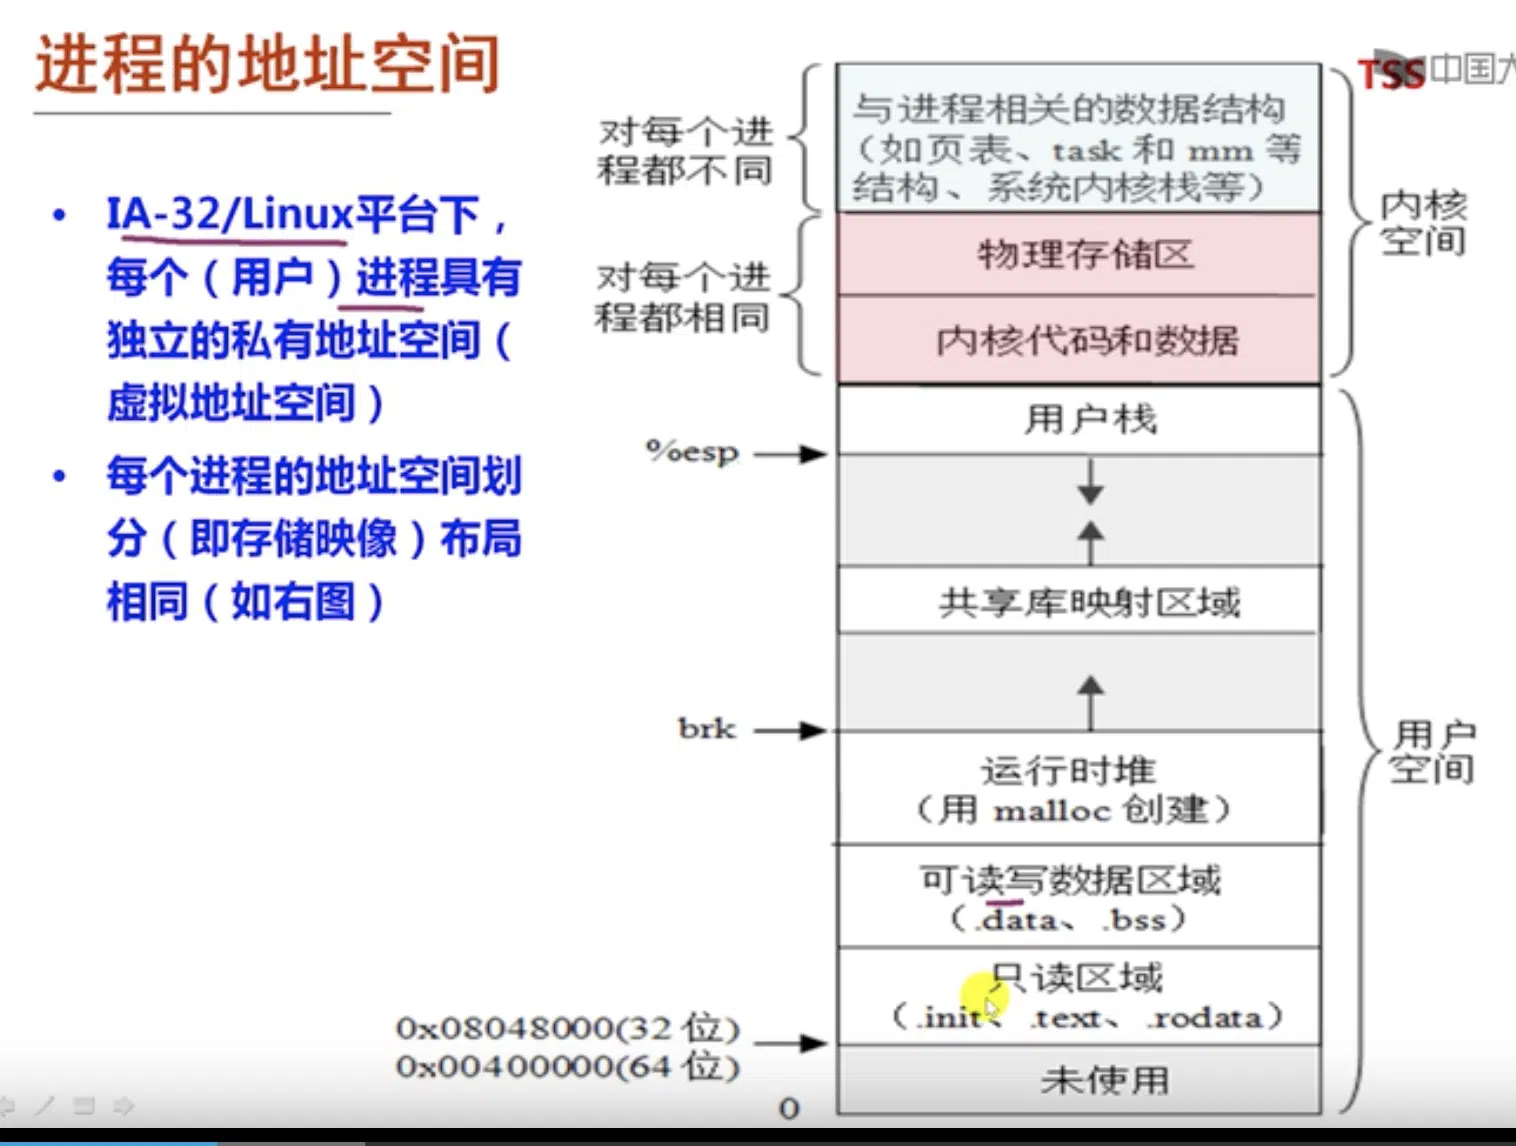 进程的地址空间
• IA-32/Linux平台下，
每个（用户）进程具有
独立的私有地址空间（
虚拟地址空间）
• 每个进程的地址空间划
分（即存储映像）布局
相同（如右图）
TSS 中国大
对每个进
程都不同
与进程相关的数据结构
（如页表、task 和 mm 等
结构、系统内核栈等）
内核
空间
对每个进
程都相同
物理存储区
内核代码和数据
用户栈
%esp
共享库映射区域
brk
运行时堆
（用 malloc 创建）
用户
空间
可读写数据区域
（.data、.bss）
只读区域
（.init、.text、.rodata）
0x08048000(32 位)
0x00400000(64 位)
未使用
0